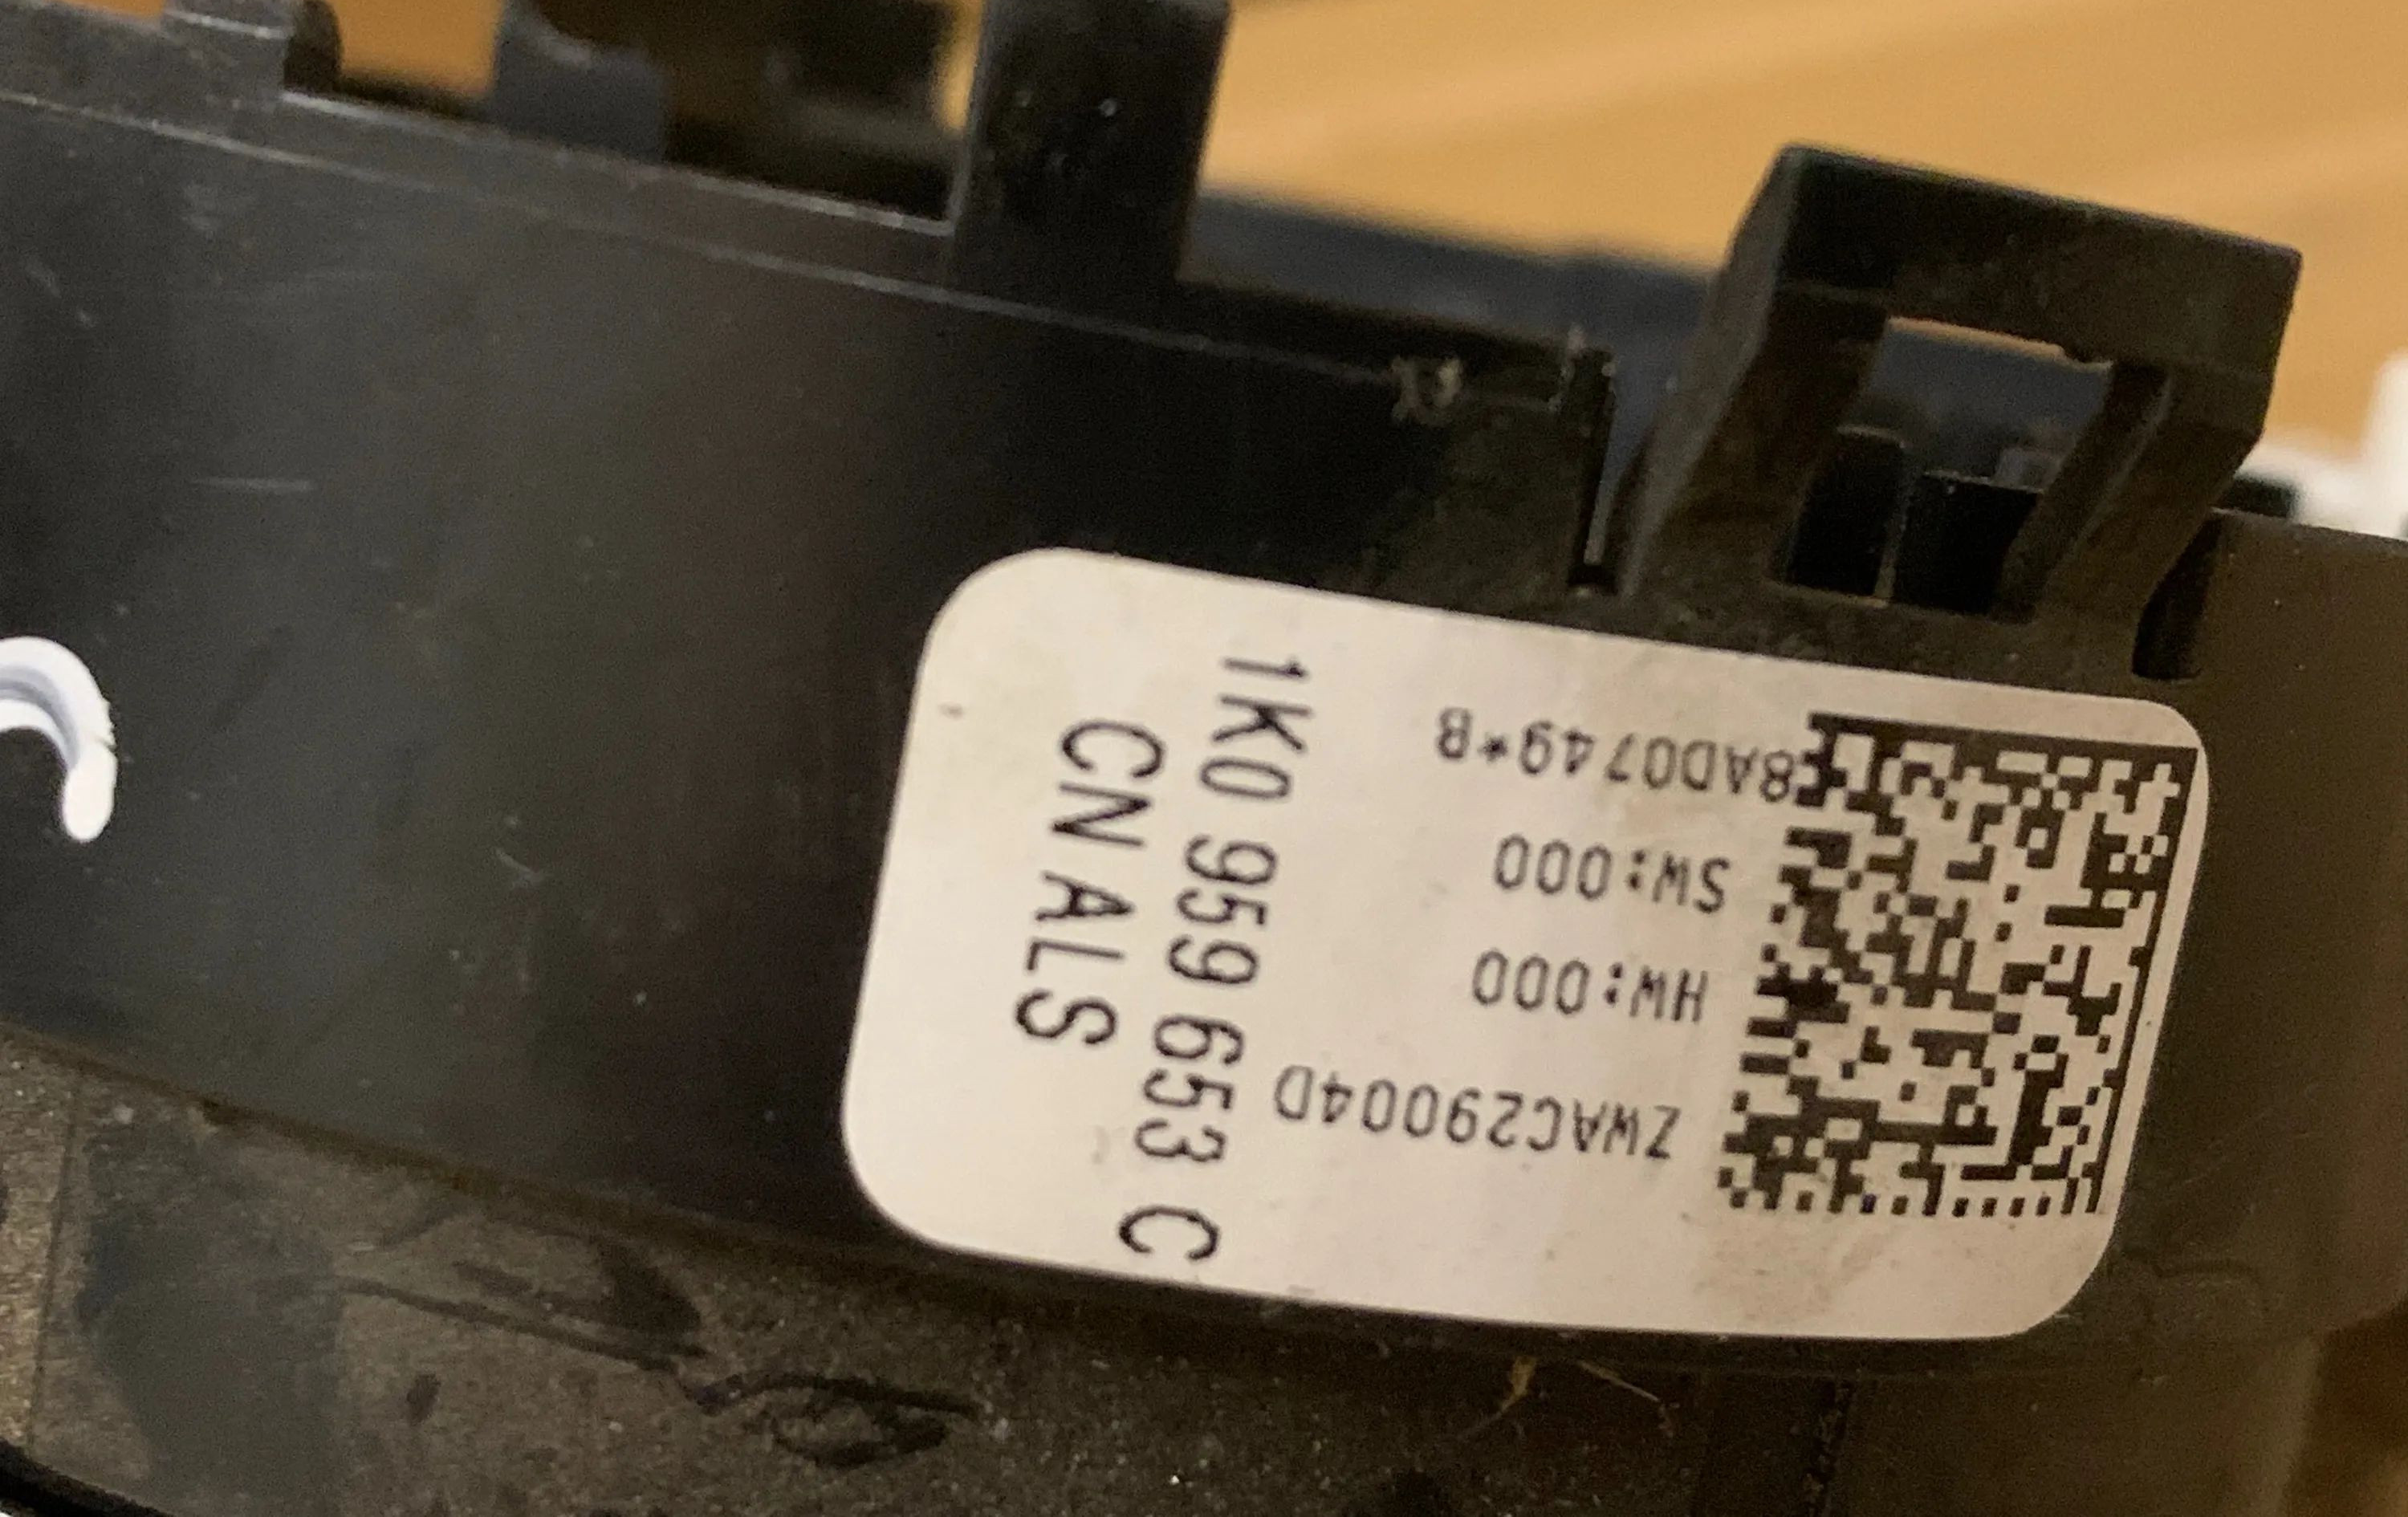 1K0 959 653 C
CN ALS
ZWAC29004D
HW:000
SW:000
8AD0749*B